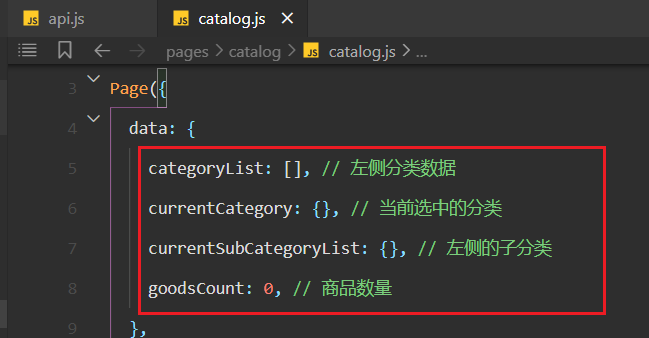 JS api.js JS catalog.js ×
pages > catalog > JS catalog.js > ...
3 Page({
4 data: {
5 categoryList: [], // 左侧分类数据
6 currentCategory: {}, // 当前选中的分类
7 currentSubCategoryList: {}, // 左侧的子分类
8 goodsCount: 0, // 商品数量
9 },